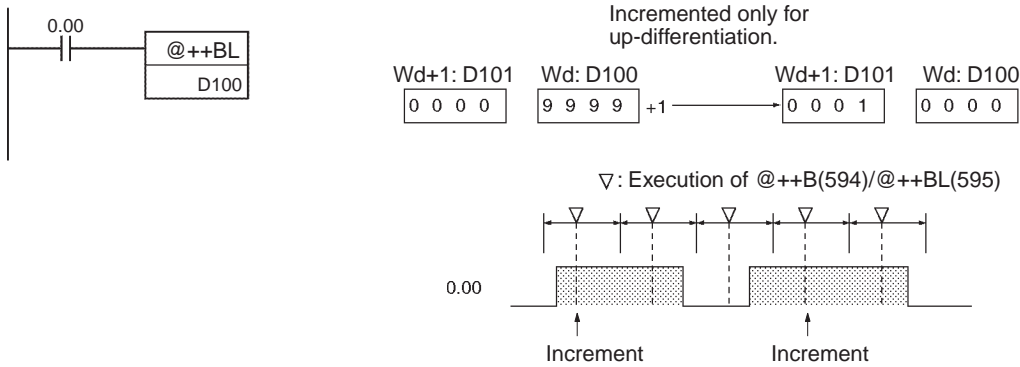 0.00
@++BL
D100
Incremented only for
up-differentiation.
Wd+1: D101 Wd: D100 Wd+1: D101 Wd: D100
0 0 0 0 9 9 9 9 +1 0 0 0 1 0 0 0 0
▽: Execution of @++B(594)/@++BL(595)
0.00
Increment Increment